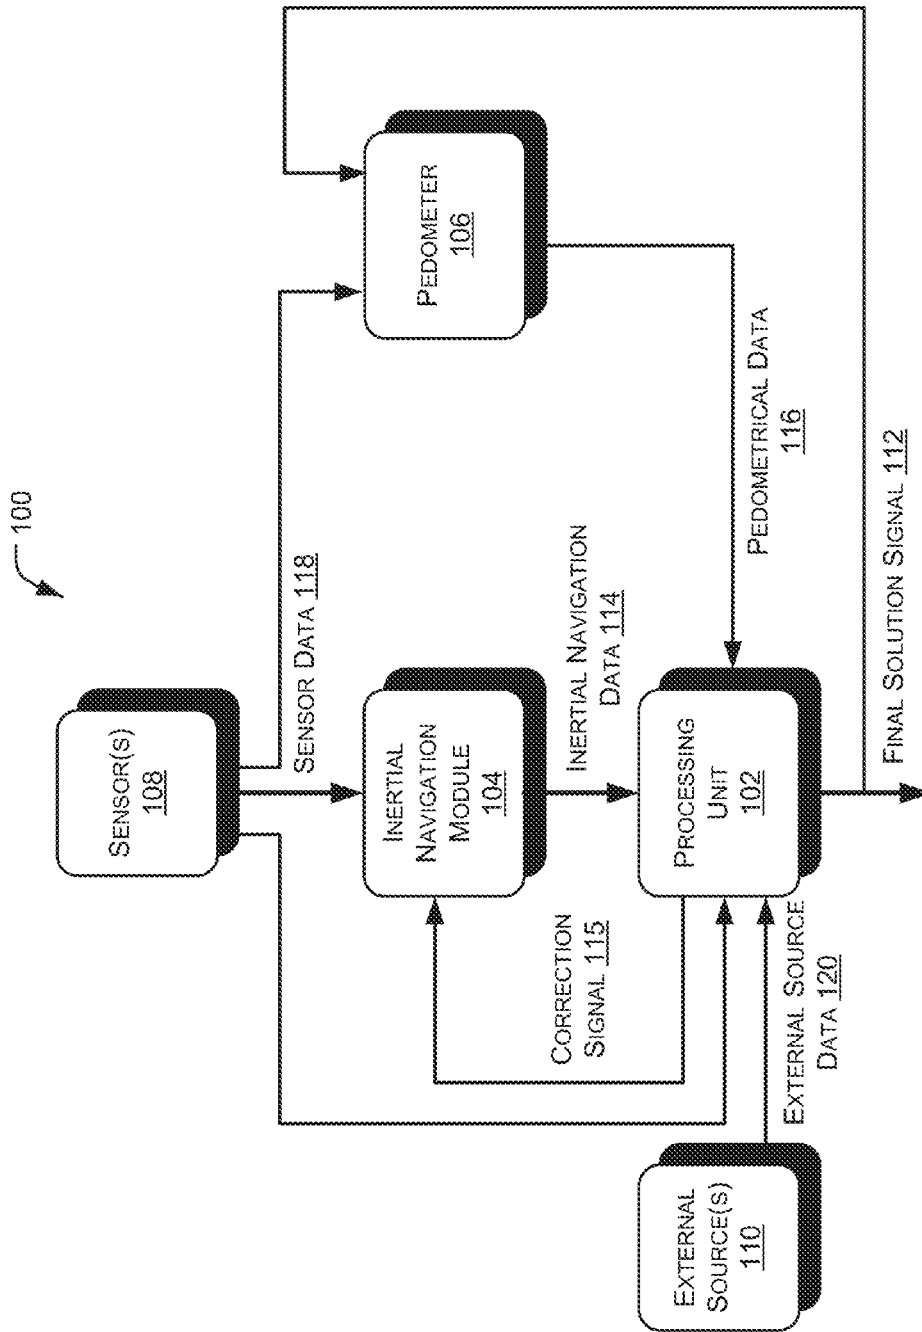 100
SENSOR(S)
108
SENSOR DATA 118
PEDOMETER
106
INERTIAL
NAVIGATION
MODULE
104
INERTIAL NAVIGATION
DATA 114
CORRECTION
SIGNAL 115
PEDOMETRICAL DATA
116
PROCESSING
UNIT
102
EXTERNAL
SOURCE(S)
110
EXTERNAL SOURCE
DATA 120
FINAL SOLUTION SIGNAL 112